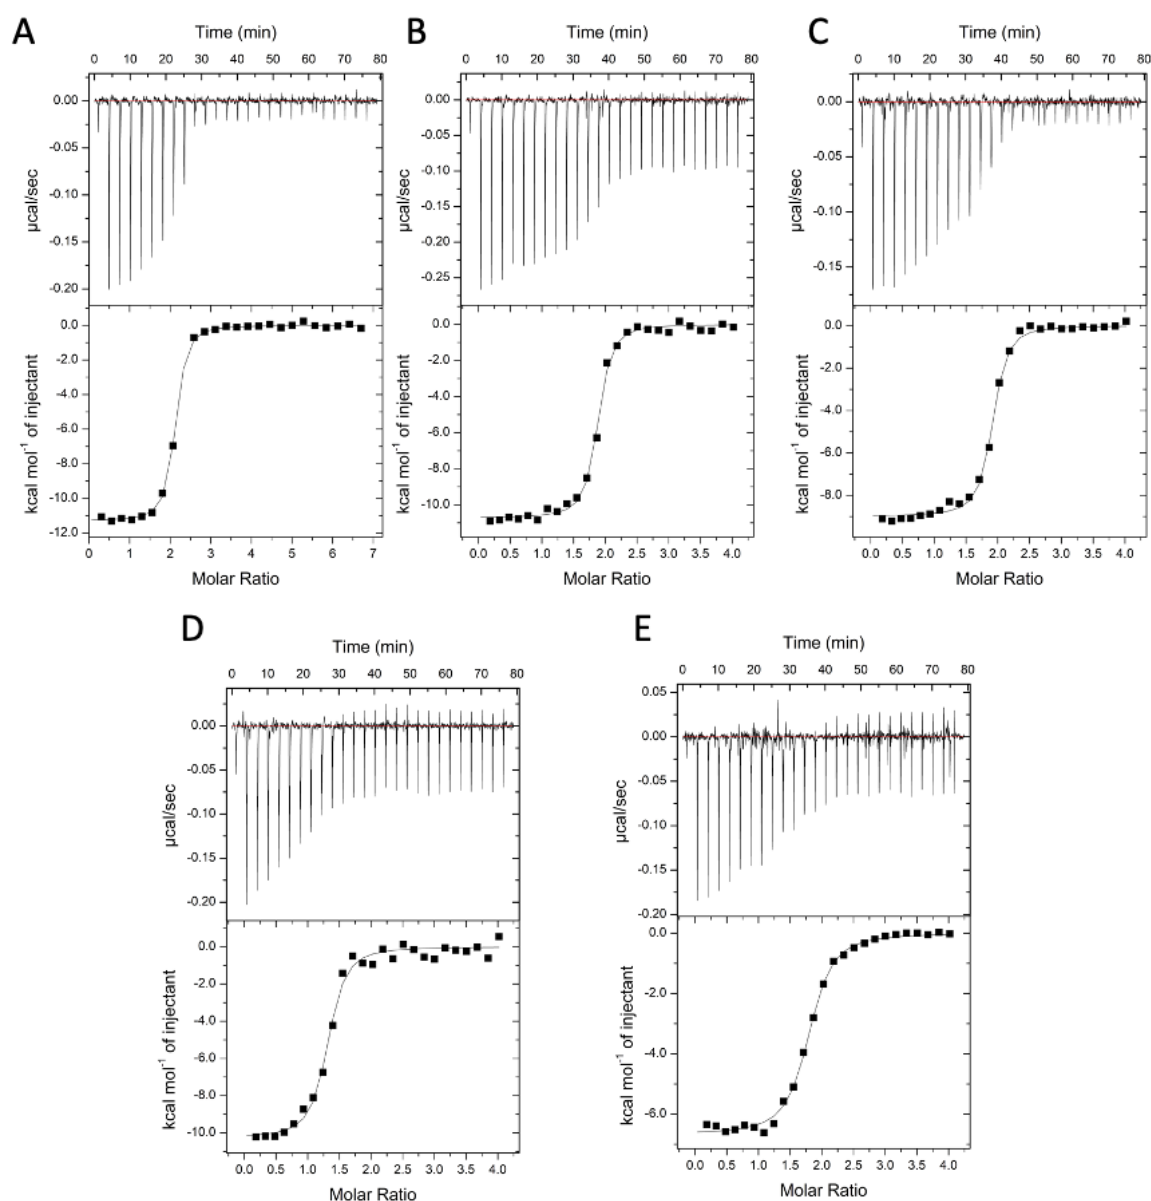 A
Time (min)
0 10 20 30 40 50 60 70 80
0.00
-0.05
-0.10
-0.15
-0.20
µcal/sec
0.0
-2.0
-4.0
-6.0
-8.0
-10.0
-12.0
kcal mol⁻¹ of injectant
0 1 2 3 4 5 6 7
Molar Ratio
B
Time (min)
0 10 20 30 40 50 60 70 80
0.00
-0.05
-0.10
-0.15
-0.20
-0.25
µcal/sec
0.0
-2.0
-4.0
-6.0
-8.0
-10.0
kcal mol⁻¹ of injectant
0.0 0.5 1.0 1.5 2.0 2.5 3.0 3.5 4.0
Molar Ratio
C
Time (min)
0 10 20 30 40 50 60 70 80
0.00
-0.05
-0.10
-0.15
µcal/sec
0.0
-2.0
-4.0
-6.0
-8.0
kcal mol⁻¹ of injectant
0.0 0.5 1.0 1.5 2.0 2.5 3.0 3.5 4.0
Molar Ratio
D
Time (min)
0 10 20 30 40 50 60 70 80
0.00
-0.05
-0.10
-0.15
-0.20
µcal/sec
0.0
-2.0
-4.0
-6.0
-8.0
-10.0
kcal mol⁻¹ of injectant
0.0 0.5 1.0 1.5 2.0 2.5 3.0 3.5 4.0
Molar Ratio
E
Time (min)
0 10 20 30 40 50 60 70 80
0.05
0.00
-0.05
-0.10
-0.15
-0.20
µcal/sec
0.0
-2.0
-4.0
-6.0
kcal mol⁻¹ of injectant
0.0 0.5 1.0 1.5 2.0 2.5 3.0 3.5 4.0
Molar Ratio